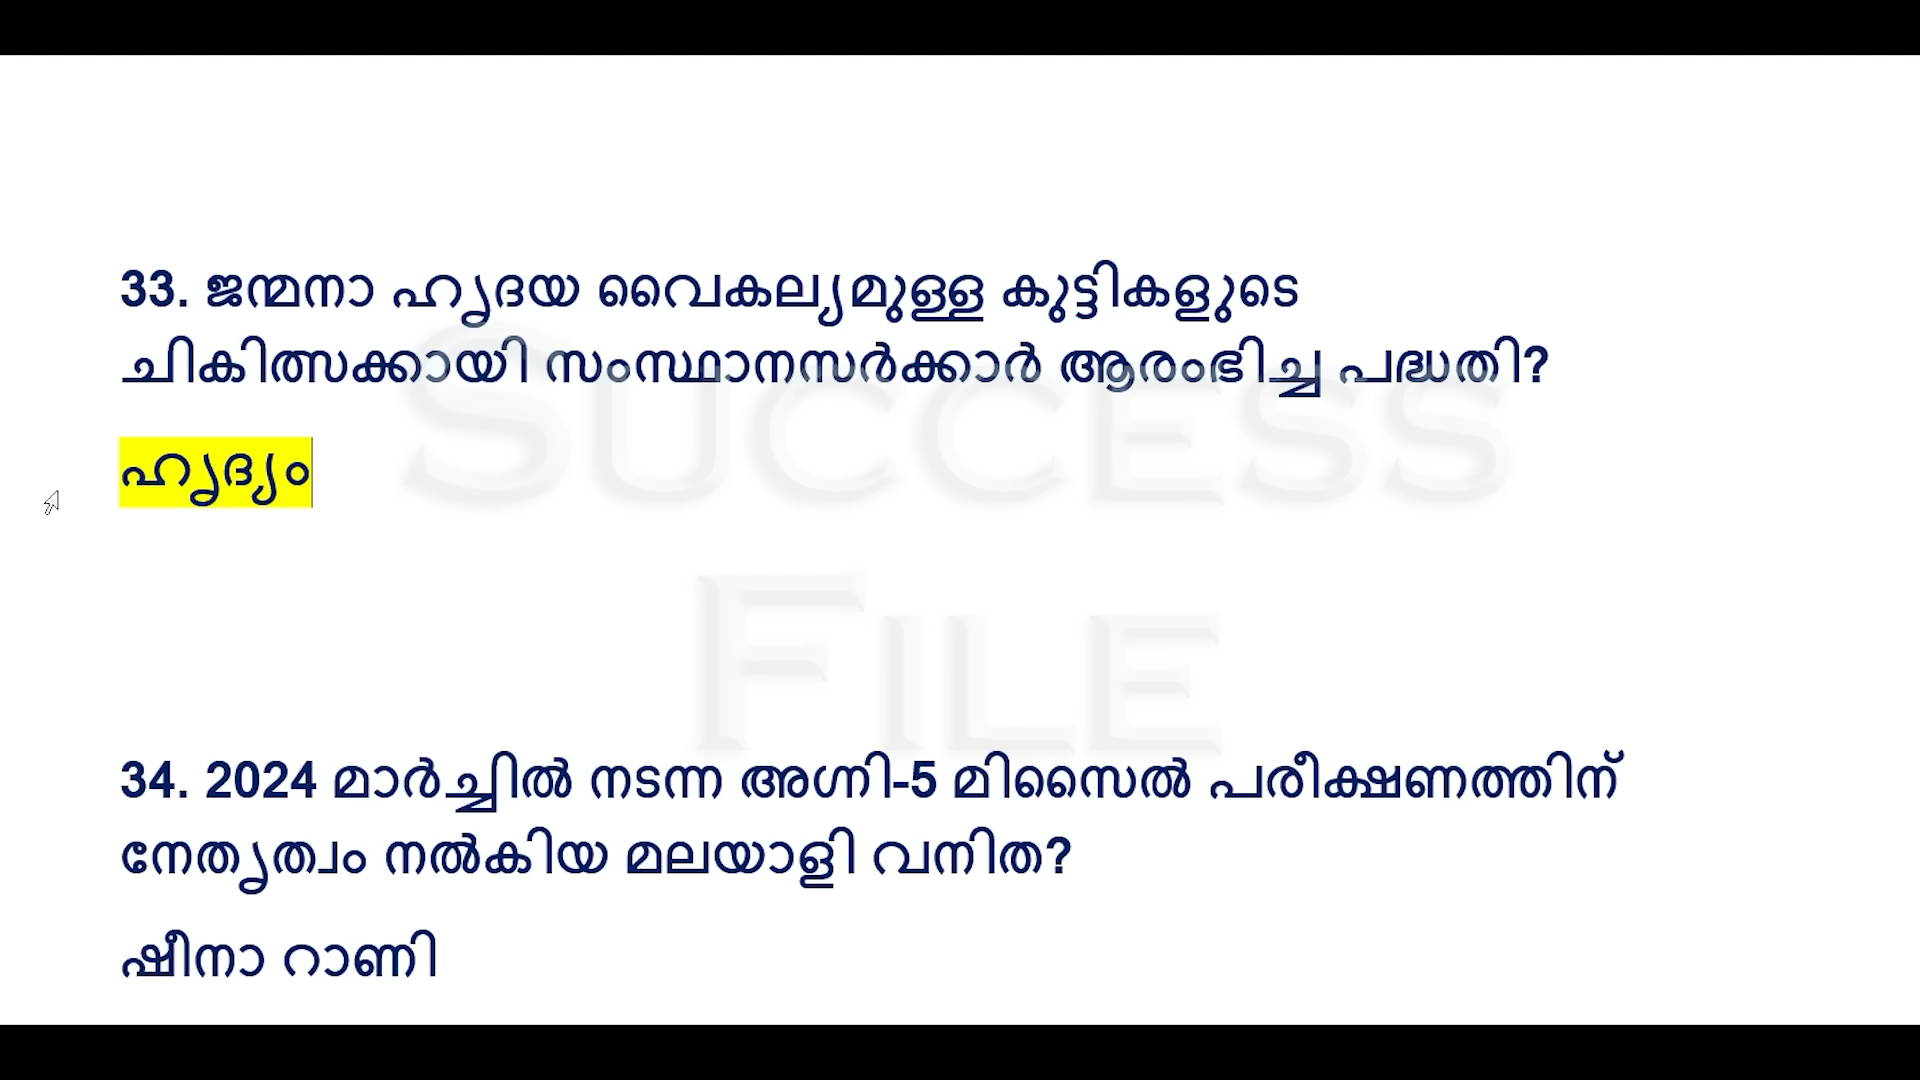 33. ജന്മനാ ഹൃദയ വൈകല്യമുള്ള കുട്ടികളുടെ
ചികിത്സക്കായി സംസ്ഥാനസർക്കാർ ആരംഭിച്ച പദ്ധതി?
ഹൃദ്യം
SUCCESS
FILE
34. 2024 മാർച്ചിൽ നടന്ന അഗ്നി-5 മിസൈൽ പരീക്ഷണത്തിന്
നേതൃത്വം നൽകിയ മലയാളി വനിത?
ഷീനാ റാണി